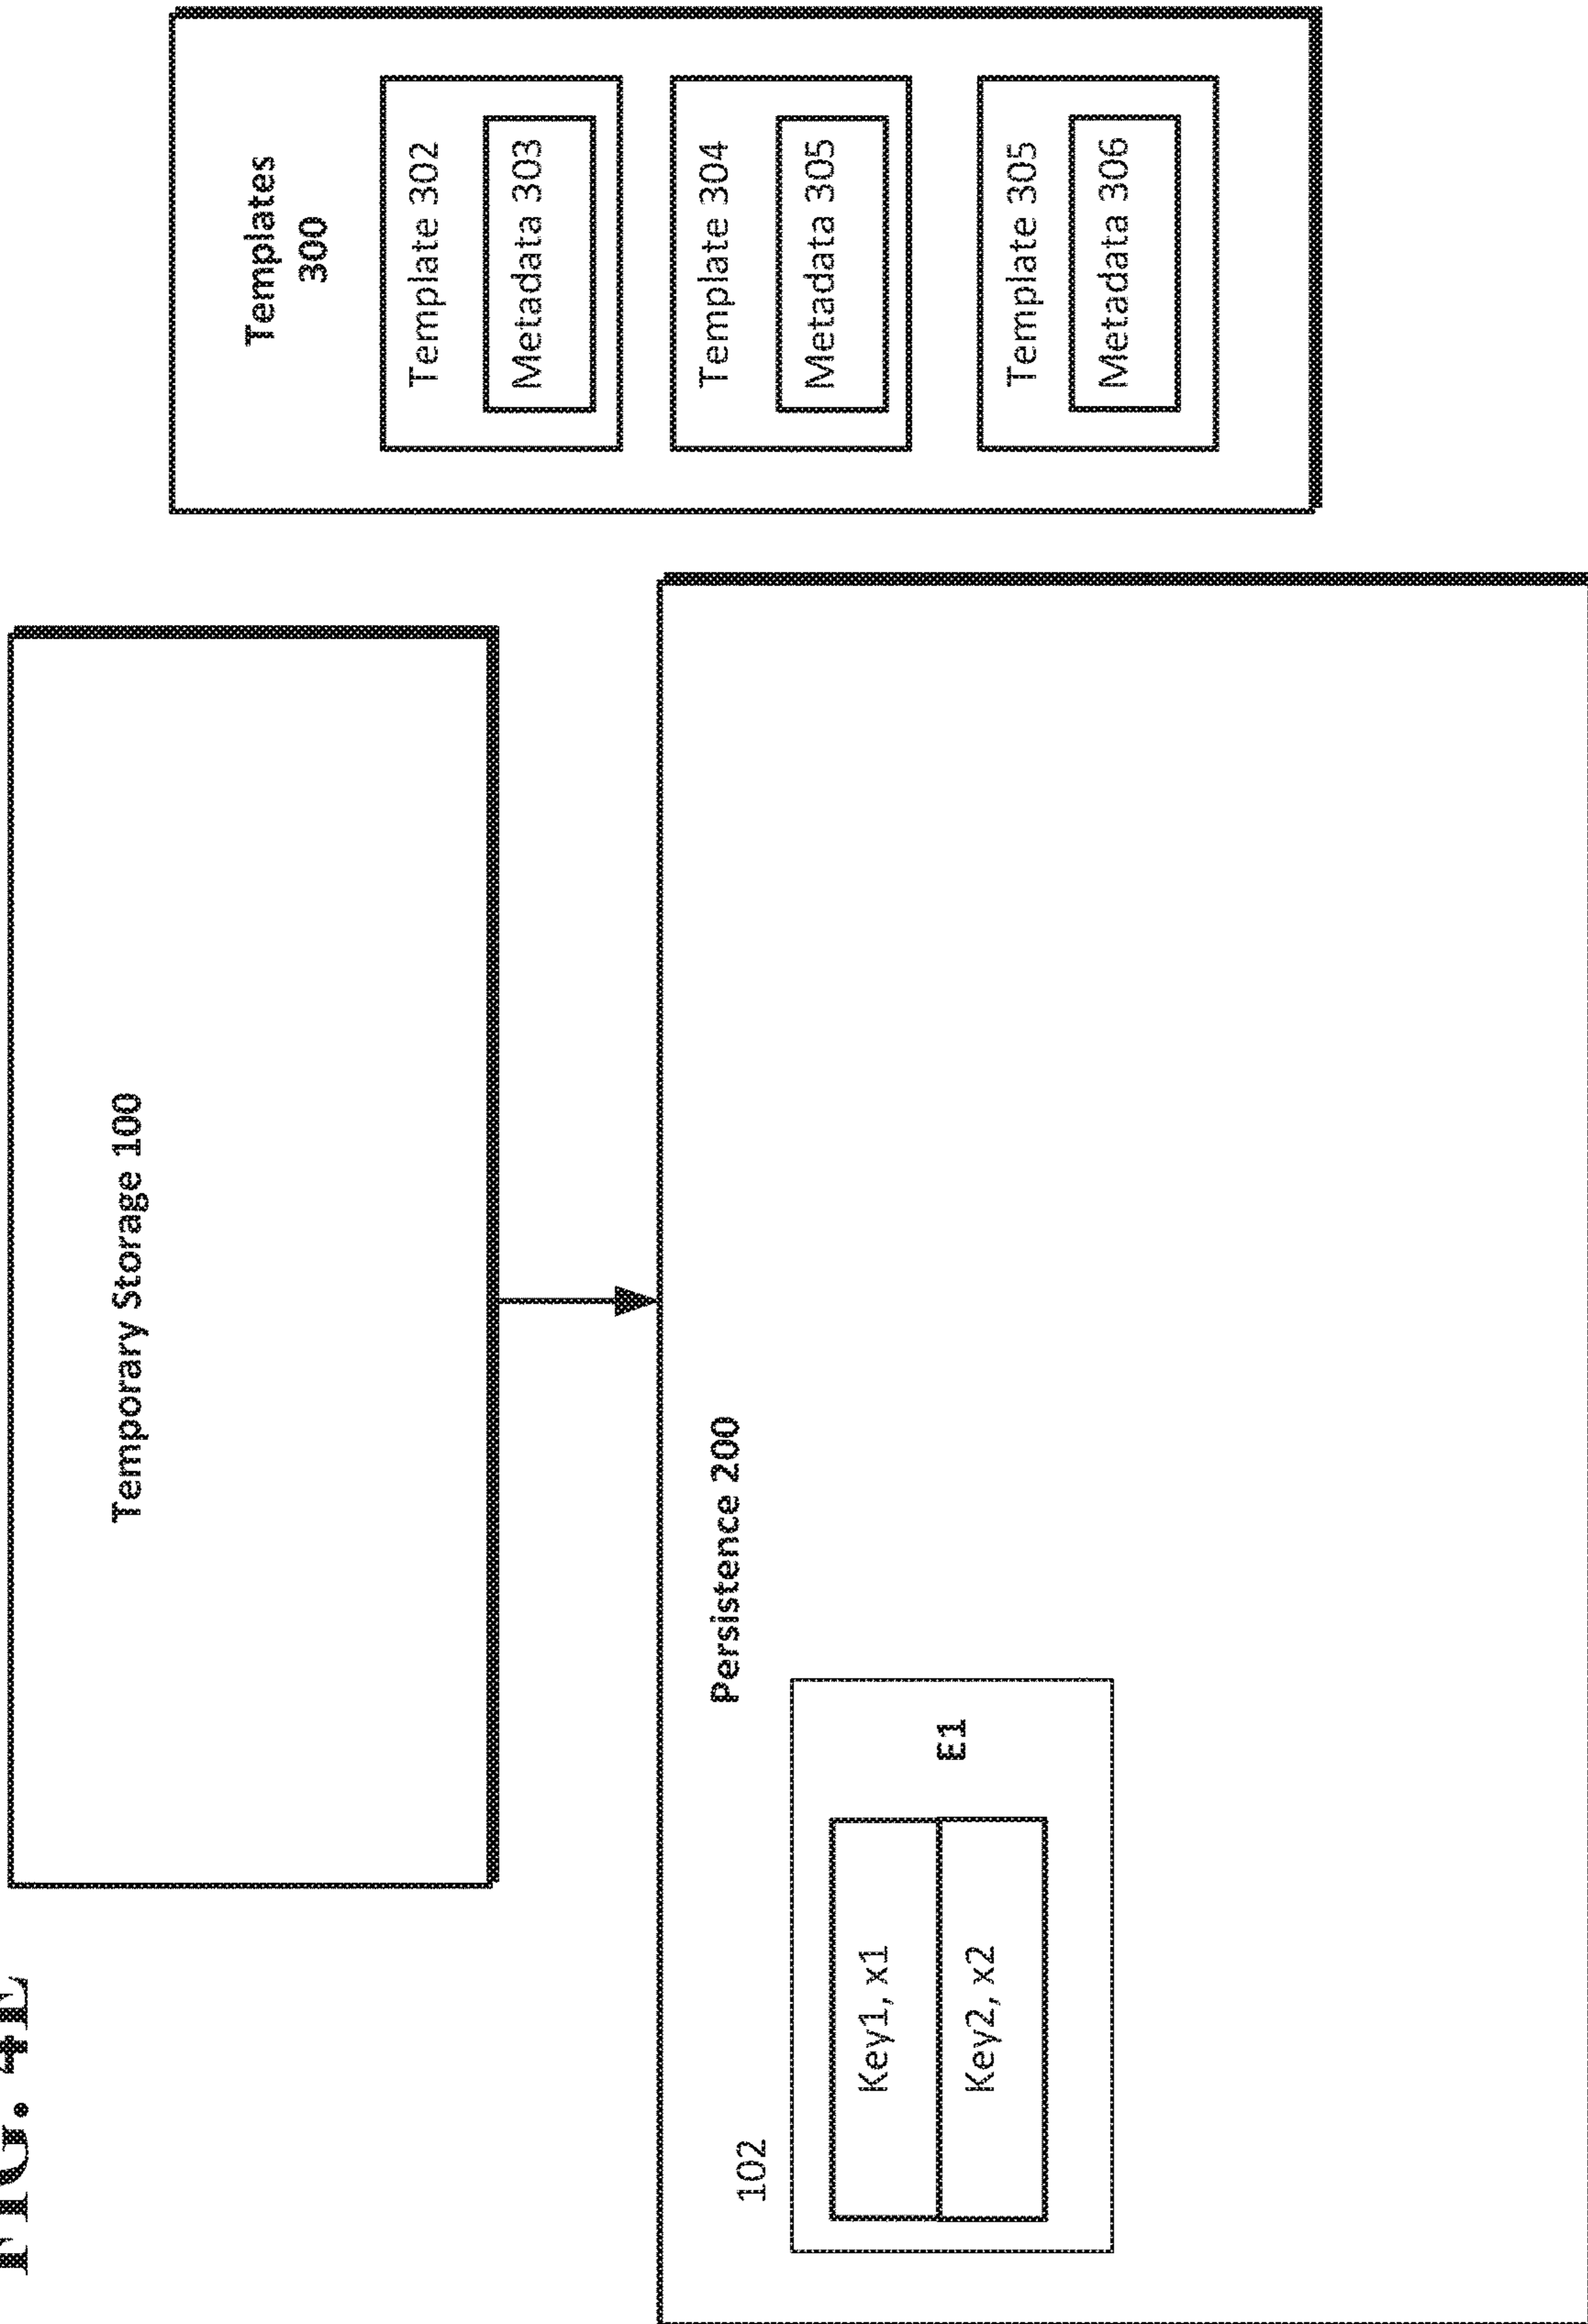 FIG. 4E
Temporary Storage 100
Templates
300
Template 302
Metadata 303
Template 304
Metadata 305
Template 305
Metadata 306
Persistence 200
102
Key1, x1
Key2, x2
E1